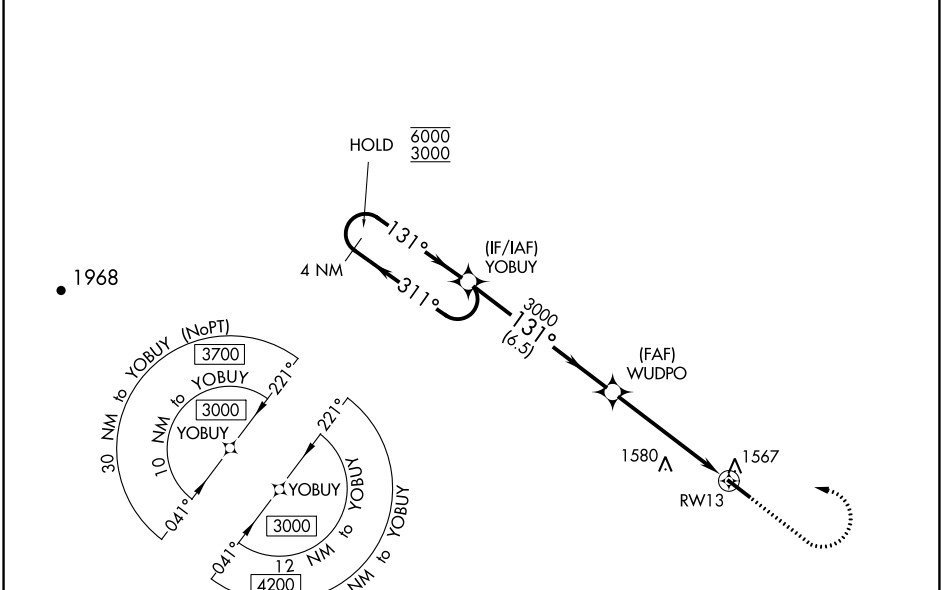 HOLD
6000
3000
131°
4 NM
311°
(IF/IAF)
YOBUY
3000
131°
(6.5)
(FAF)
WUDPO
1580
1567
RW13
1968
30 NM to YOBUY (NoPT)
3700
10 NM to YOBUY
3000
YOBUY
221°
041°
221°
YOBUY
3000
041°
12 NM to YOBUY
4200
NM to YOBUY